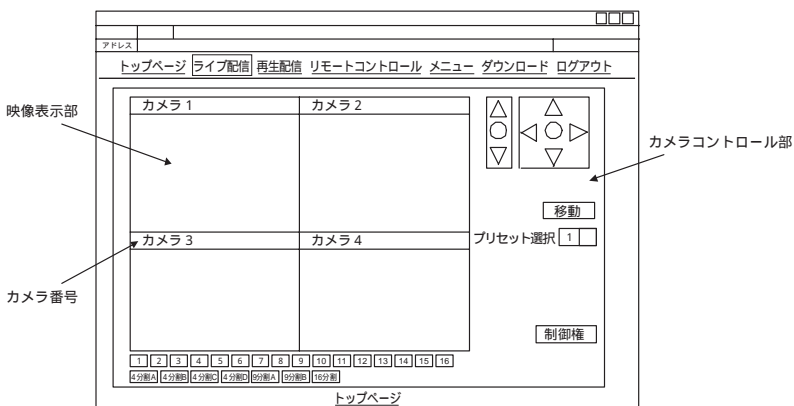 アドレス
トップページ ライブ配信 再生配信 リモートコントロール メニュー ダウンロード ログアウト
映像表示部
カメラ 1 カメラ 2
カメラコントロール部
移動
プリセット選択 1
カメラ 3 カメラ 4
カメラ番号
制御権
1 2 3 4 5 6 7 8 9 10 11 12 13 14 15 16
4分割A 4分割B 4分割C 4分割D 9分割A 9分割B 16分割
トップページ